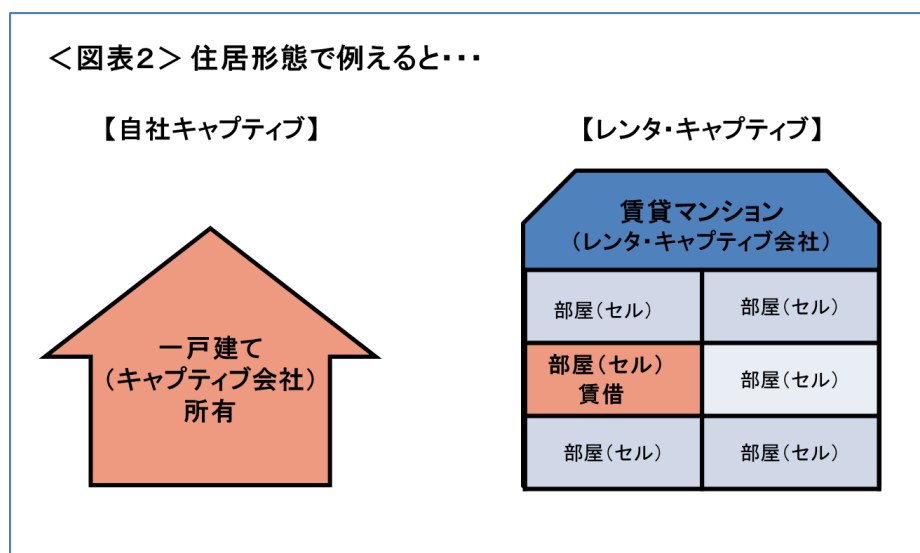 ＜図表２＞ 住居形態で例えると・・・
【自社キャプティブ】
【レンタ・キャプティブ】
一戸建て
（キャプティブ会社）
所有
賃貸マンション
（レンタ・キャプティブ会社）
部屋（セル）
部屋（セル）
部屋（セル）
賃借
部屋（セル）
部屋（セル）
部屋（セル）